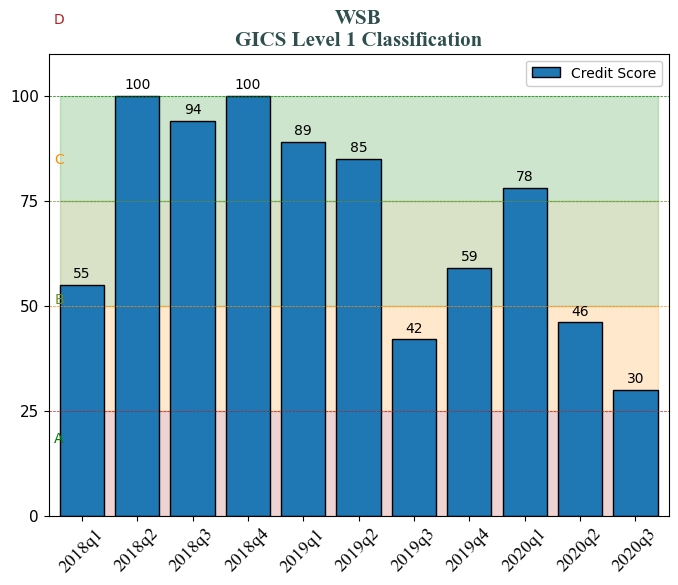 D
WSB
GICS Level 1 Classification
Credit Score
100
75
50
25
0
C
B
A
55
100
94
100
89
85
42
59
78
46
30
2018q1
2018q2
2018q3
2018q4
2019q1
2019q2
2019q3
2019q4
2020q1
2020q2
2020q3